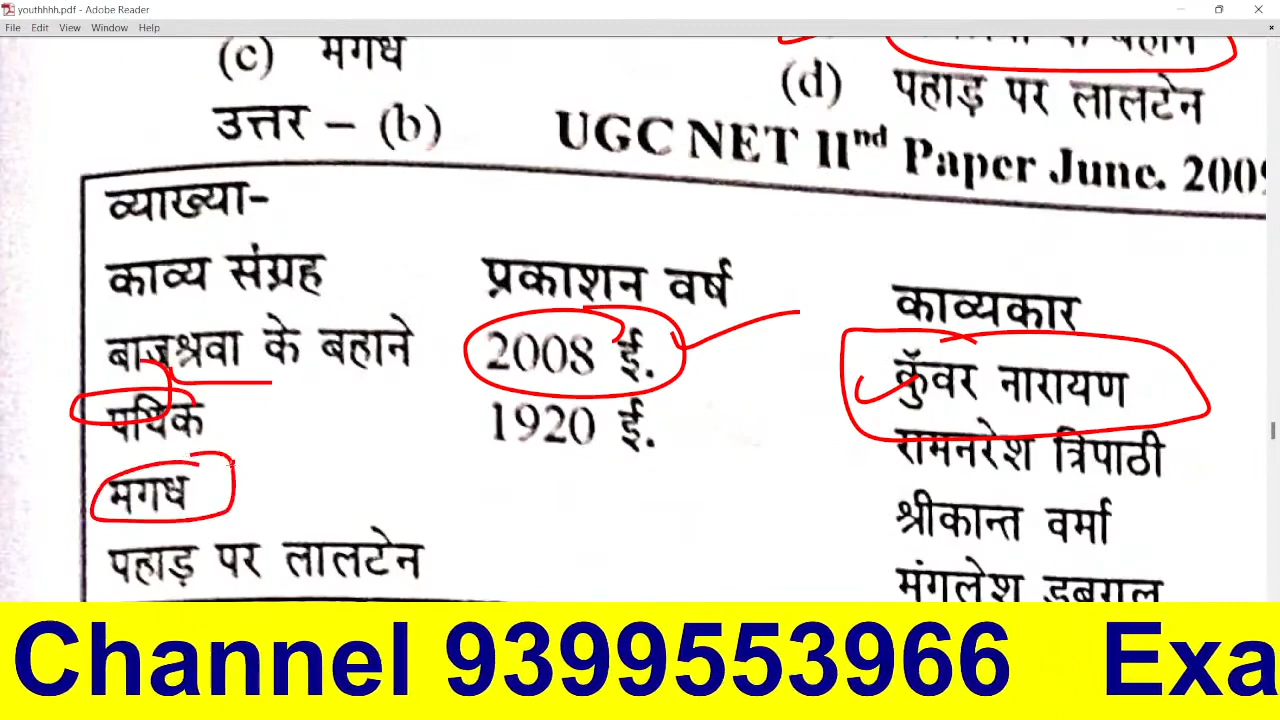 youthhhh.pdf - Adobe Reader
File Edit View Window Help
(c) मगध
(d) पहाड़ पर लालटेन
उत्तर – (b) UGC NET IInd Paper June. 2009
व्याख्या-
काव्य संग्रह प्रकाशन वर्ष काव्यकार
बाजश्रवा के बहाने 2008 ई. कुँवर नारायण
पथिक 1920 ई. रामनरेश त्रिपाठी
मगध श्रीकान्त वर्मा
पहाड़ पर लालटेन मंगलेश डबराल
Channel 9399553966 Exa